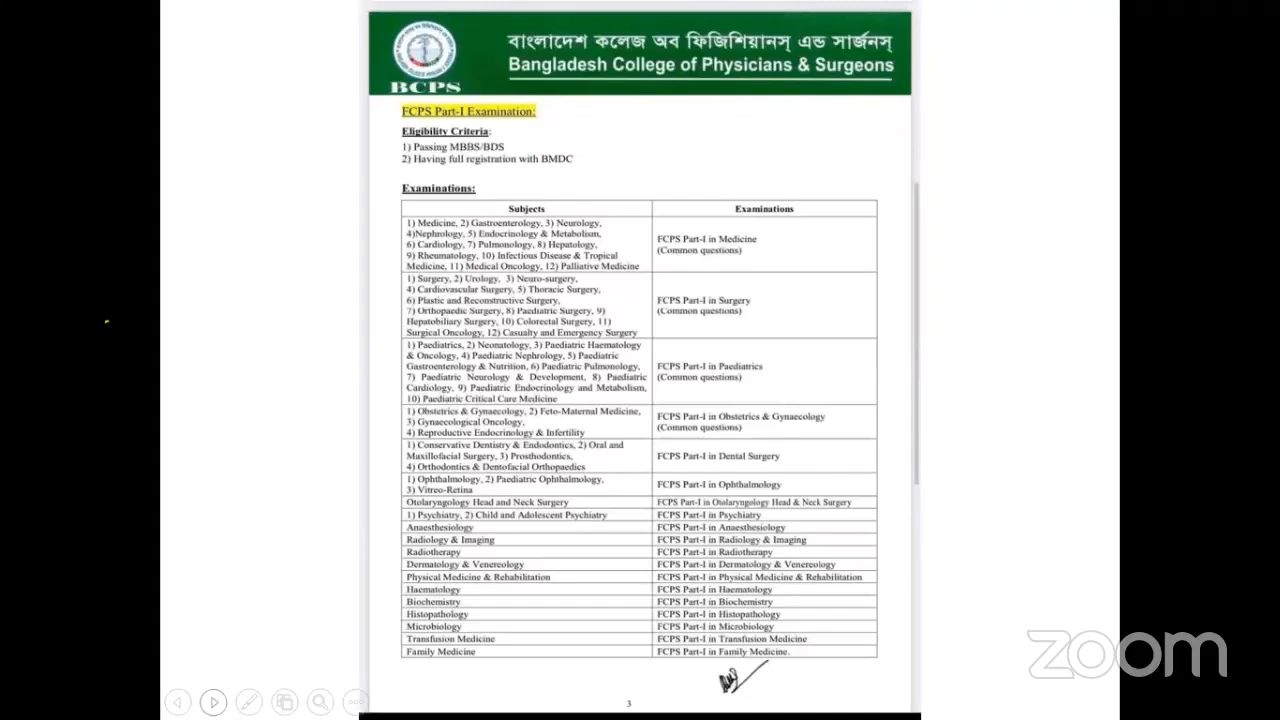 বাংলাদেশ কলেজ অব ফিজিশিয়ানস্ এন্ড সার্জনস্
Bangladesh College of Physicians & Surgeons
BCPS
FCPS Part-I Examination:
Eligibility Criteria:
1) Passing MBBS/BDS
2) Having full registration with BMDC
Examinations:
Subjects
Examinations
1) Medicine, 2) Gastroenterology, 3) Neurology,
4)Nephrology, 5) Endocrinology & Metabolism,
6) Cardiology, 7) Pulmonology, 8) Hepatology,
9) Rheumatology, 10) Infectious Disease & Tropical
Medicine, 11) Medical Oncology, 12) Palliative Medicine
FCPS Part-I in Medicine
(Common questions)
1) Surgery, 2) Urology, 3) Neuro-surgery,
4) Cardiovascular Surgery, 5) Thoracic Surgery,
6) Plastic and Reconstructive Surgery,
7) Orthopaedic Surgery, 8) Paediatric Surgery, 9)
Hepatobiliary Surgery, 10) Colorectal Surgery, 11)
Surgical Oncology, 12) Casualty and Emergency Surgery
FCPS Part-I in Surgery
(Common questions)
1) Paediatrics, 2) Neonatology, 3) Paediatric Haematology
& Oncology, 4) Paediatric Nephrology, 5) Paediatric
Gastroenterology & Nutrition, 6) Paediatric Pulmonology,
7) Paediatric Neurology & Development, 8) Paediatric
Cardiology, 9) Paediatric Endocrinology and Metabolism,
10) Paediatric Critical Care Medicine
FCPS Part-I in Paediatrics
(Common questions)
1) Obstetrics & Gynaecology, 2) Feto-Maternal Medicine,
3) Gynaecological Oncology,
4) Reproductive Endocrinology & Infertility
FCPS Part-I in Obstetrics & Gynaecology
(Common questions)
1) Conservative Dentistry & Endodontics, 2) Oral and
Maxillofacial Surgery, 3) Prosthodontics,
4) Orthodontics & Dentofacial Orthopaedics
FCPS Part-I in Dental Surgery
1) Ophthalmology, 2) Paediatric Ophthalmology,
3) Vitreo-Retina
FCPS Part-I in Ophthalmology
Otolaryngology Head and Neck Surgery
FCPS Part-I in Otolaryngology Head & Neck Surgery
1) Psychiatry, 2) Child and Adolescent Psychiatry
FCPS Part-I in Psychiatry
Anaesthesiology
FCPS Part-I in Anaesthesiology
Radiology & Imaging
FCPS Part-I in Radiology & Imaging
Radiotherapy
FCPS Part-I in Radiotherapy
Dermatology & Venereology
FCPS Part-I in Dermatology & Venereology
Physical Medicine & Rehabilitation
FCPS Part-I in Physical Medicine & Rehabilitation
Haematology
FCPS Part-I in Haematology
Biochemistry
FCPS Part-I in Biochemistry
Histopathology
FCPS Part-I in Histopathology
Microbiology
FCPS Part-I in Microbiology
Transfusion Medicine
FCPS Part-I in Transfusion Medicine
Family Medicine
FCPS Part-I in Family Medicine.
3
zoom